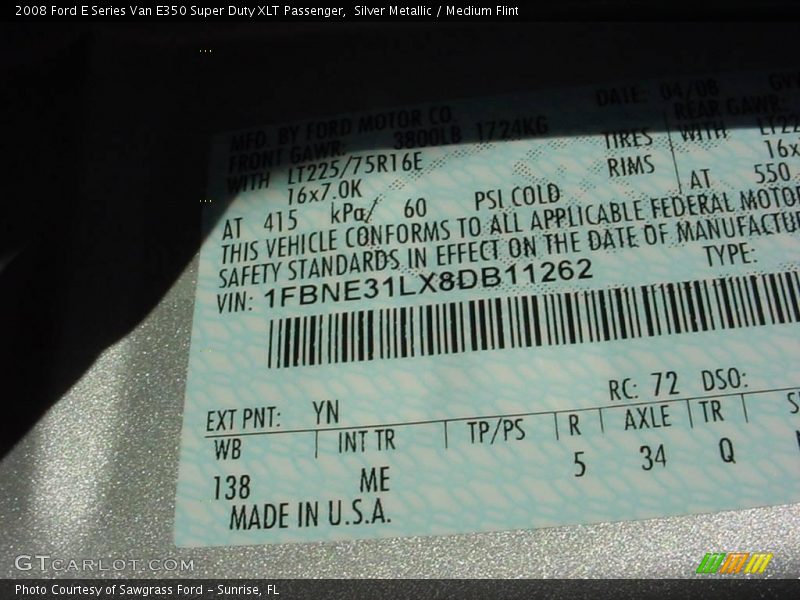 2008 Ford E Series Van E350 Super Duty XLT Passenger,  Silver Metallic / Medium Flint
DATE: 04/08
MFD. BY FORD MOTOR CO.
FRONT GAWR: 3800LB 1724KG
REAR GAWR:
WITH LT225/75R16E TIRES WITH
16x7.0K RIMS 16x
AT 415 kPa/ 60 PSI COLD AT 550
THIS VEHICLE CONFORMS TO ALL APPLICABLE FEDERAL MOTOR
SAFETY STANDARDS IN EFFECT ON THE DATE OF MANUFACTU
VIN: 1FBNE31LX8DB11262 TYPE:
EXT PNT: YN RC: 72 DSO:
WB INT TR TP/PS R AXLE TR
138 ME 5 34 Q
MADE IN U.S.A.
GTCARLOT.COM
Photo Courtesy of Sawgrass Ford - Sunrise, FL